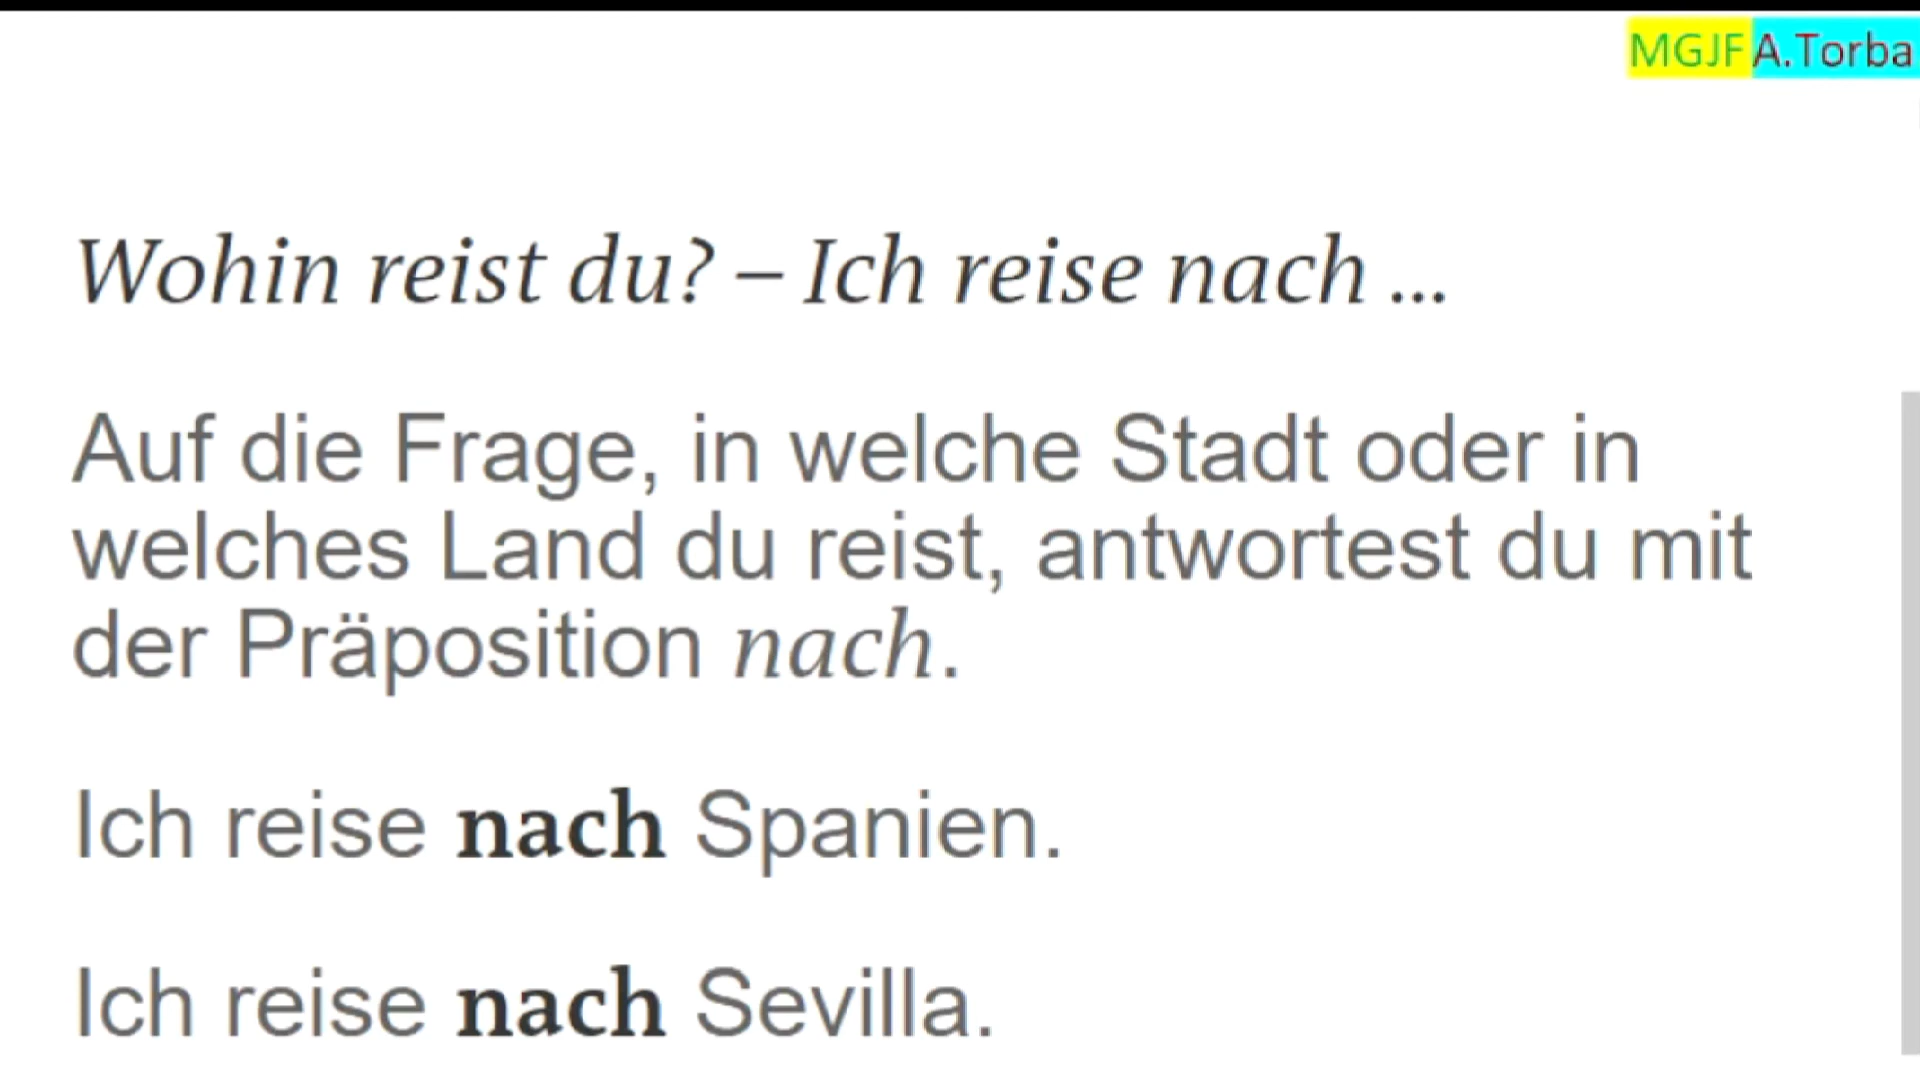 MGJF A.Torba
Wohin reist du? – Ich reise nach ...
Auf die Frage, in welche Stadt oder in
welches Land du reist, antwortest du mit
der Präposition nach.
Ich reise nach Spanien.
Ich reise nach Sevilla.